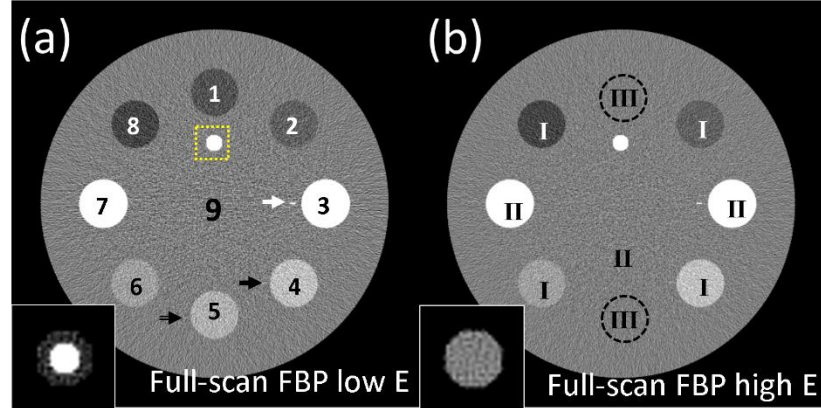 (a)
1
8
2
7
9
3
6
4
5
Full-scan FBP low E
(b)
III
I
I
II
II
II
I
I
III
Full-scan FBP high E